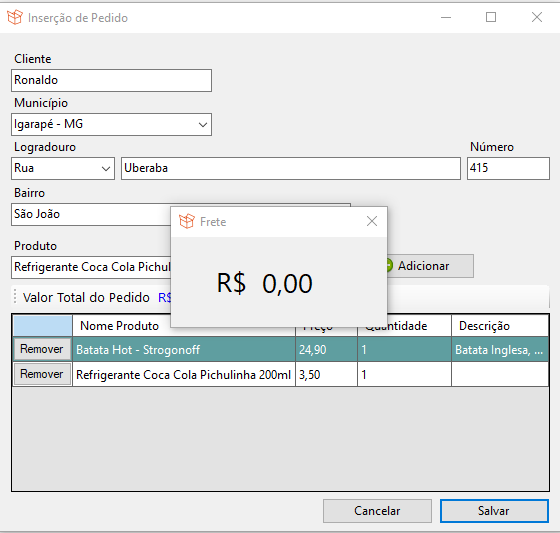 Inserção de Pedido
Cliente
Ronaldo
Município
Igarapé - MG
Logradouro
Número
Rua
Uberaba
415
Bairro
São João
Frete
R$ 0,00
Produto
Refrigerante Coca Cola Pichul
Adicionar
Valor Total do Pedido R$
Nome Produto
Preço
Quantidade
Descrição
Remover
Batata Hot - Strogonoff
24,90
1
Batata Inglesa, ...
Remover
Refrigerante Coca Cola Pichulinha 200ml
3,50
1
Cancelar
Salvar